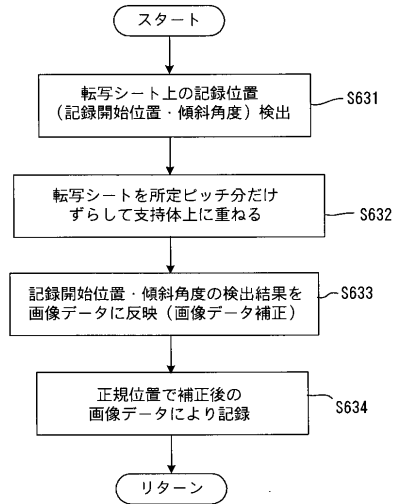 スタート
転写シート上の記録位置
（記録開始位置・傾斜角度）検出
S631
転写シートを所定ピッチ分だけ
ずらして支持体上に重ねる
S632
記録開始位置・傾斜角度の検出結果を
画像データに反映（画像データ補正）
S633
正規位置で補正後の
画像データにより記録
S634
リターン